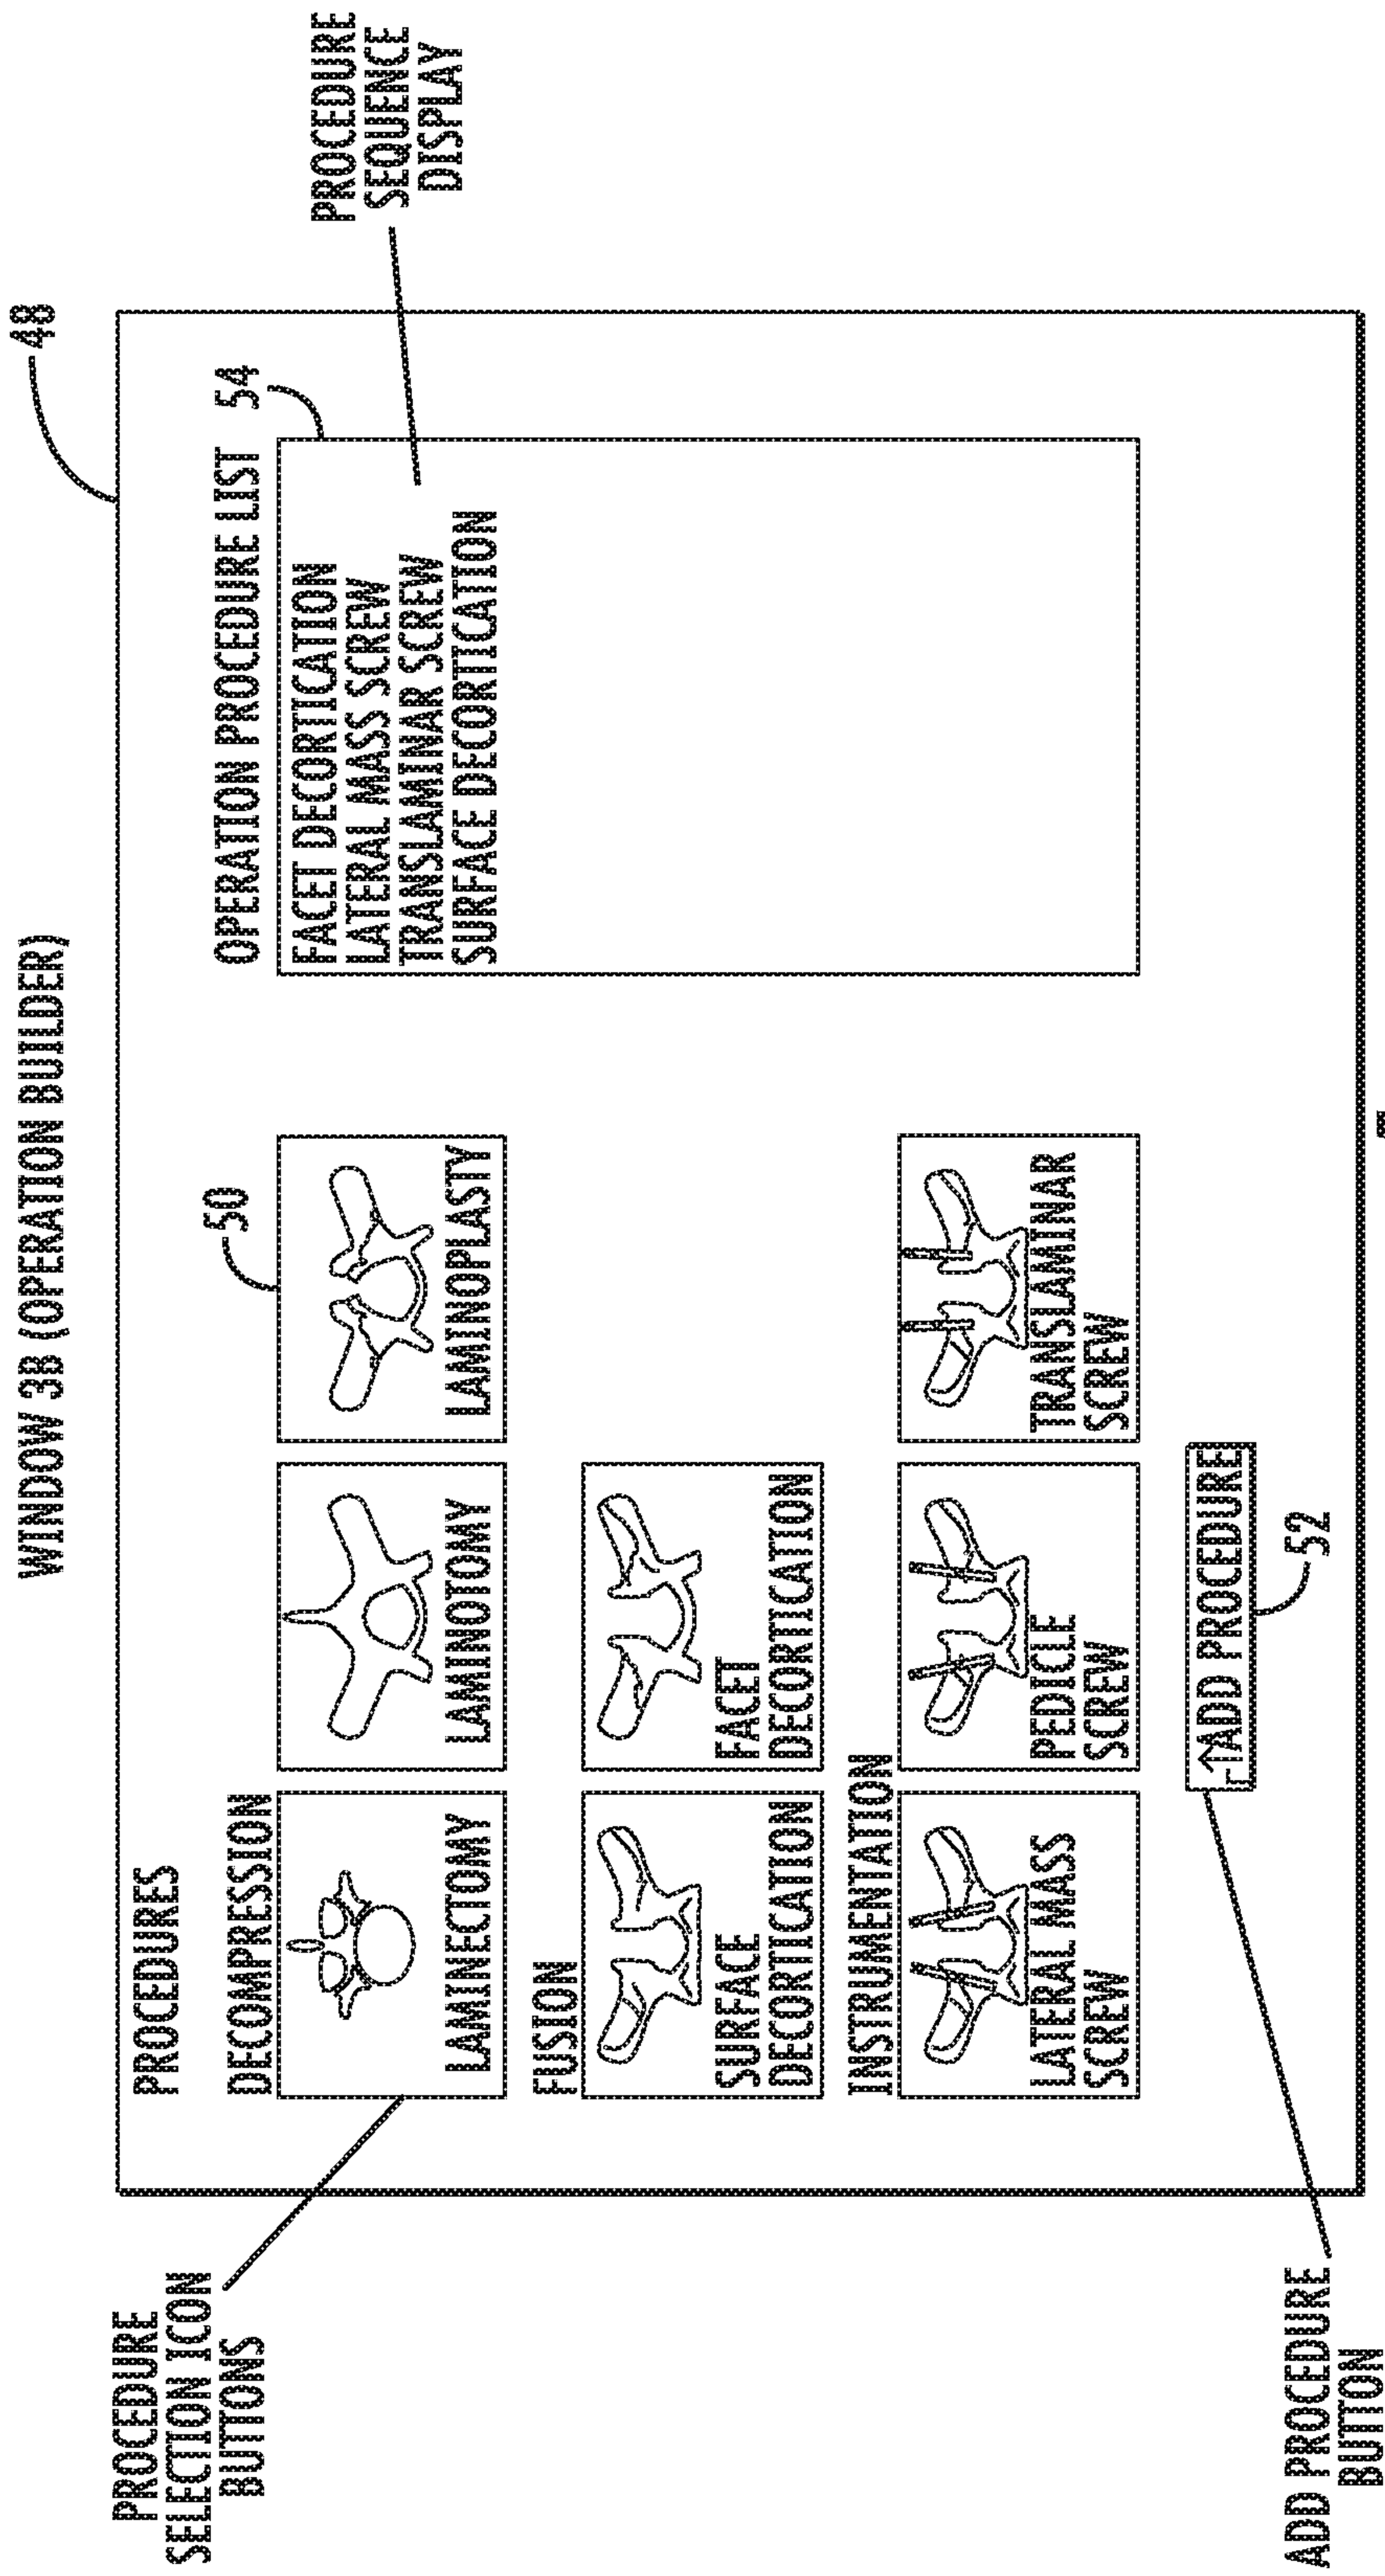 WINDOW 3B (OPERATION BUILDER)
48
PROCEDURE
SELECTION ICON
BUTTONS
PROCEDURES
DECOMPRESSION
LAMINECTOMY
LAMINOTOMY
50
LAMINOPLASTY
FUSION
SURFACE
DECORTICATION
FACET
DECORTICATION
INSTRUMENTATION
LATERAL MASS
SCREW
PEDICLE
SCREW
TRANSLAMINAR
SCREW
ADD PROCEDURE
52
ADD PROCEDURE
BUTTON
OPERATION PROCEDURE LIST 54
FACET DECORTICATION
LATERAL MASS SCREW
TRANSLAMINAR SCREW
SURFACE DECORTICATION
PROCEDURE
SEQUENCE
DISPLAY